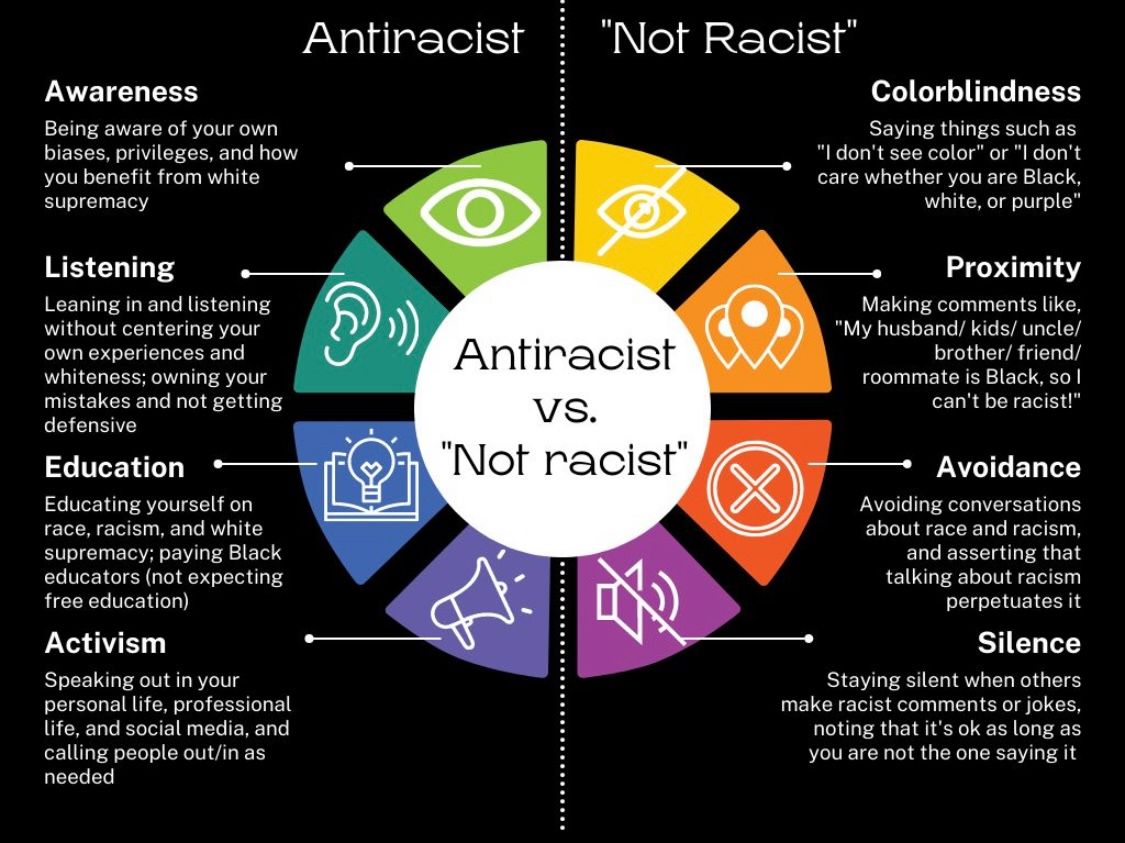 Antiracist
"Not Racist"
Awareness
Being aware of your own
biases, privileges, and how
you benefit from white
supremacy
Listening
Leaning in and listening
without centering your
own experiences and
whiteness; owning your
mistakes and not getting
defensive
Education
Educating yourself on
race, racism, and white
supremacy; paying Black
educators (not expecting
free education)
Activism
Speaking out in your
personal life, professional
life, and social media, and
calling people out/in as
needed
Antiracist
vs.
"Not racist"
Colorblindness
Saying things such as
"I don't see color" or "I don't
care whether you are Black,
white, or purple"
Proximity
Making comments like,
"My husband/ kids/ uncle/
brother/ friend/
roommate is Black, so I
can't be racist!"
Avoidance
Avoiding conversations
about race and racism,
and asserting that
talking about racism
perpetuates it
Silence
Staying silent when others
make racist comments or jokes,
noting that it's ok as long as
you are not the one saying it